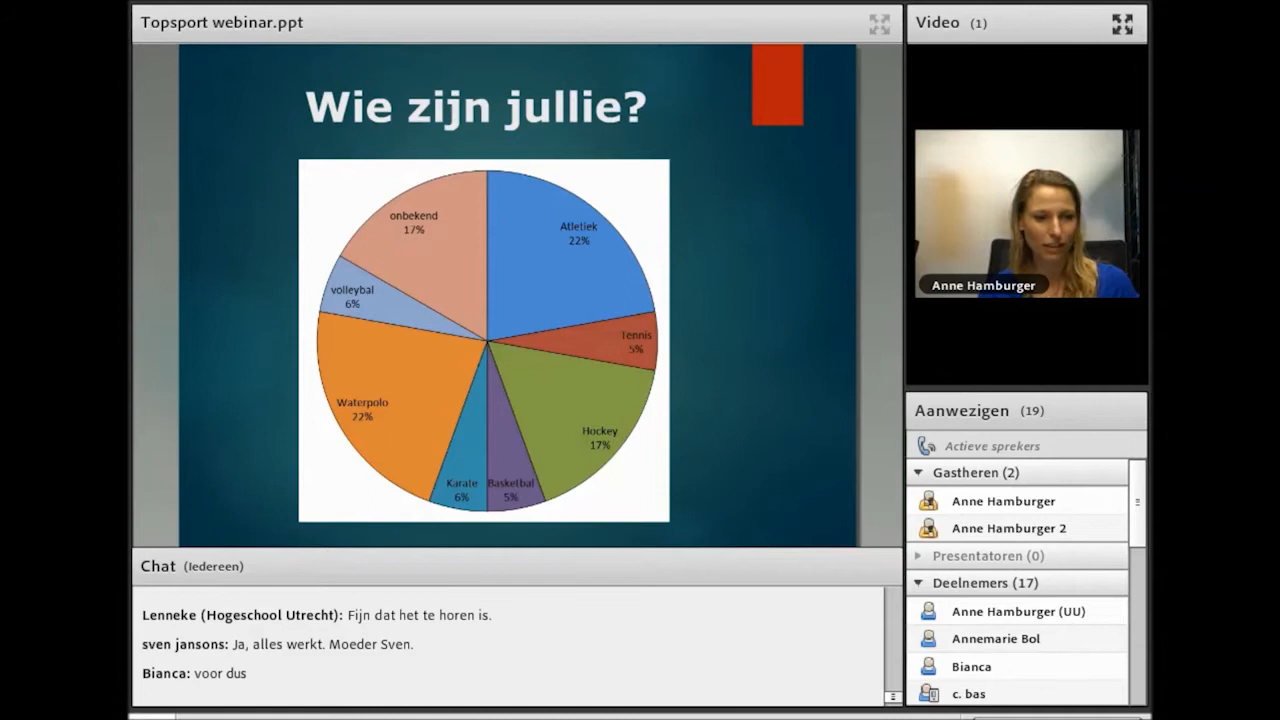 Topsport webinar.ppt
Wie zijn jullie?
onbekend
17%
Atletiek
22%
volleybal
6%
Tennis
5%
Waterpolo
22%
Hockey
17%
Karate
6%
Basketbal
5%
Chat (Iedereen)
Lenneke (Hogeschool Utrecht): Fijn dat het te horen is.
sven jansons: Ja, alles werkt. Moeder Sven.
Bianca: voor dus
Video (1)
Anne Hamburger
Aanwezigen (19)
Actieve sprekers
Gastheren (2)
Anne Hamburger
Anne Hamburger 2
Presentatoren (0)
Deelnemers (17)
Anne Hamburger (UU)
Annemarie Bol
Bianca
c. bas